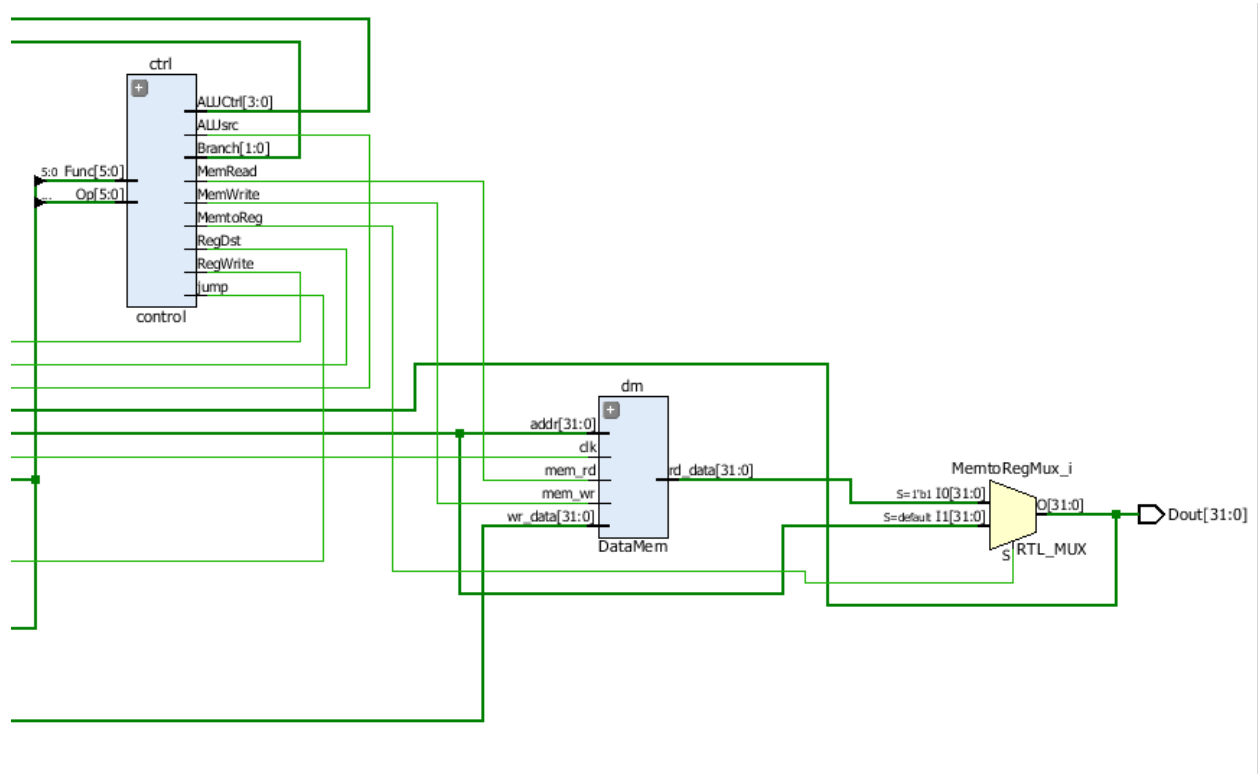 ctrl
ALUCtrl[3:0]
ALUsrc
Branch[1:0]
5:0 Func[5:0]
MemRead
... Op[5:0]
MemWrite
MemtoReg
RegDst
RegWrite
jump
control
dm
addr[31:0]
clk
mem_rd
rd_data[31:0]
mem_wr
wr_data[31:0]
DataMem
MemtoRegMux_i
S=1'b1 I0[31:0]
O[31:0]
S=default I1[31:0]
Dout[31:0]
S
RTL_MUX